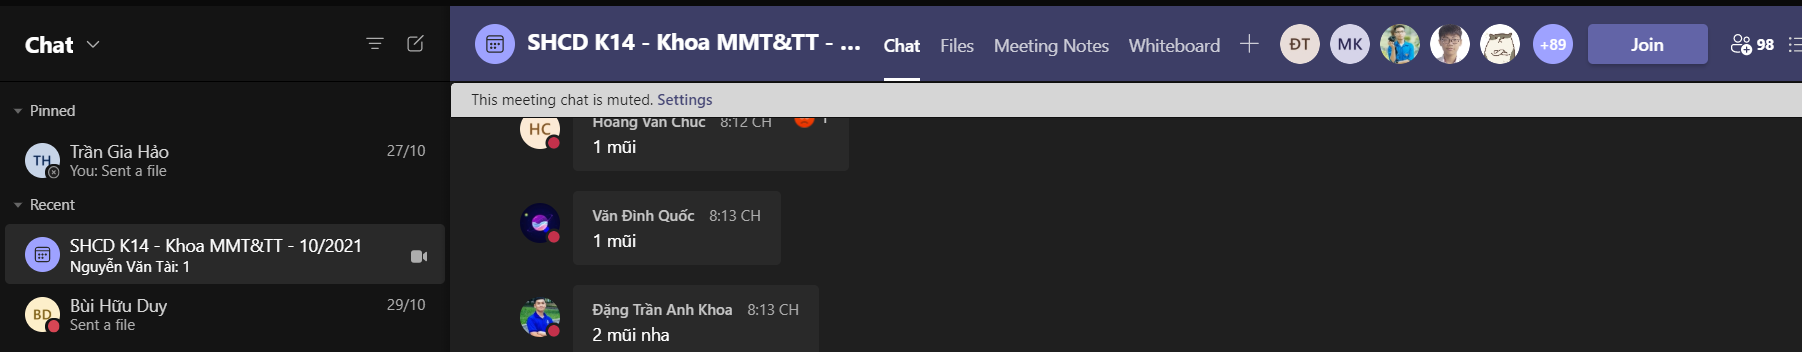 Chat
SHCD K14 - Khoa MMT&TT - ...
Chat
Files
Meeting Notes
Whiteboard
ĐT
MK
+89
Join
98
This meeting chat is muted. Settings
Pinned
TH
Trần Gia Hảo
27/10
You: Sent a file
Recent
SHCD K14 - Khoa MMT&TT - 10/2021
Nguyễn Văn Tài: 1
BD
Bùi Hữu Duy
29/10
Sent a file
HC
Hoàng Văn Chức 8:12 CH 1
1 mũi
Văn Đình Quốc 8:13 CH
1 mũi
Đặng Trần Anh Khoa 8:13 CH
2 mũi nha